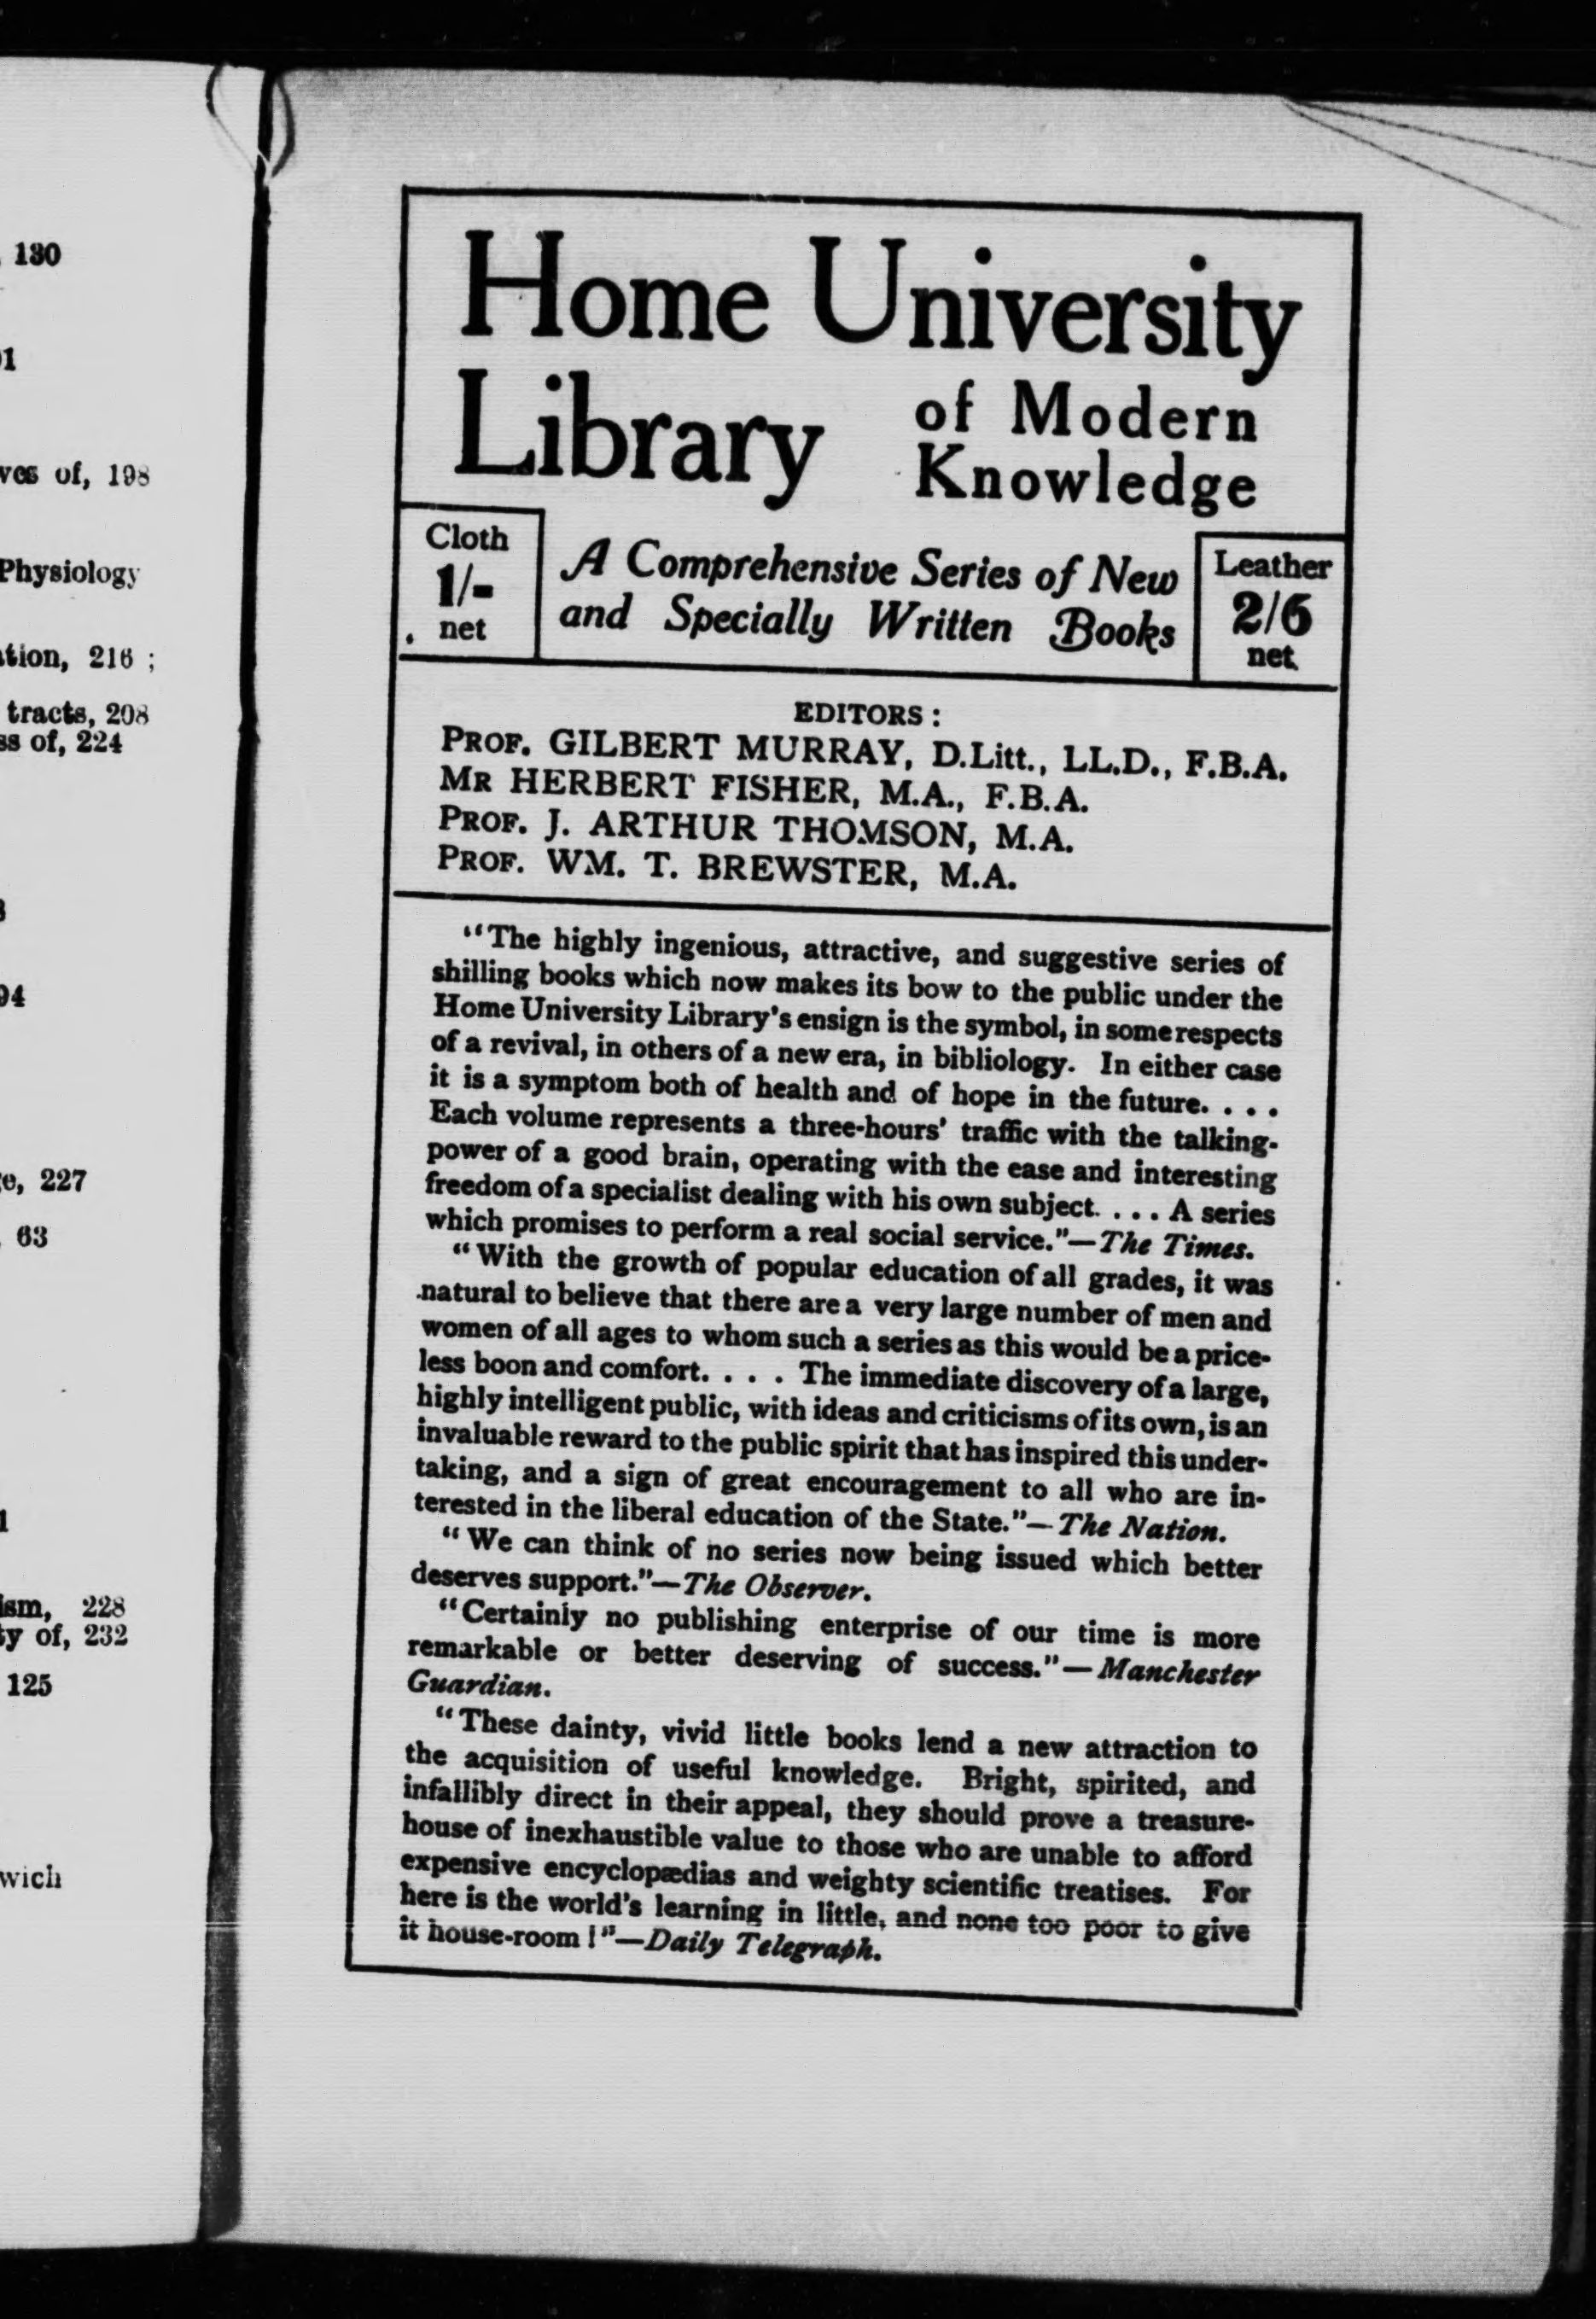 130
1
ves of, 198
Physiology
tion, 216 ;
tracts, 208
ss of, 224
94
e, 227
63
1
ism, 228
ty of, 232
125
wich
Home University
Library of Modern
Knowledge
Cloth
1/-
net
A Comprehensive Series of New
and Specially Written Books
Leather
2/6
net
EDITORS :
PROF. GILBERT MURRAY, D.Litt., LL.D., F.B.A.
MR HERBERT FISHER, M.A., F.B.A.
PROF. J. ARTHUR THOMSON, M.A.
PROF. WM. T. BREWSTER, M.A.
"The highly ingenious, attractive, and suggestive series of
shilling books which now makes its bow to the public under the
Home University Library's ensign is the symbol, in some respects
of a revival, in others of a new era, in bibliology. In either case
it is a symptom both of health and of hope in the future. . . .
Each volume represents a three-hours' traffic with the talking-
power of a good brain, operating with the ease and interesting
freedom of a specialist dealing with his own subject. . . . A series
which promises to perform a real social service."—The Times.
"With the growth of popular education of all grades, it was
natural to believe that there are a very large number of men and
women of all ages to whom such a series as this would be a price-
less boon and comfort. . . . The immediate discovery of a large,
highly intelligent public, with ideas and criticisms of its own, is an
invaluable reward to the public spirit that has inspired this under-
taking, and a sign of great encouragement to all who are in-
terested in the liberal education of the State."—The Nation.
"We can think of no series now being issued which better
deserves support."—The Observer.
"Certainly no publishing enterprise of our time is more
remarkable or better deserving of success."—Manchester
Guardian.
"These dainty, vivid little books lend a new attraction to
the acquisition of useful knowledge. Bright, spirited, and
infallibly direct in their appeal, they should prove a treasure-
house of inexhaustible value to those who are unable to afford
expensive encyclopædias and weighty scientific treatises. For
here is the world's learning in little, and none too poor to give
it house-room !"—Daily Telegraph.